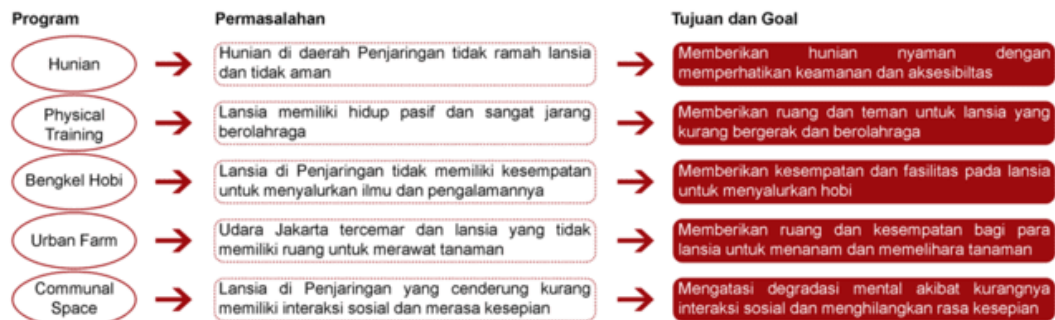 Program
Permasalahan
Tujuan dan Goal
Hunian
Hunian di daerah Penjaringan tidak ramah lansia
dan tidak aman
Memberikan hunian nyaman dengan
memperhatikan keamanan dan aksesibiltas
Physical
Training
Lansia memiliki hidup pasif dan sangat jarang
berolahraga
Memberikan ruang dan teman untuk lansia yang
kurang bergerak dan berolahraga
Bengkel Hobi
Lansia di Penjaringan tidak memiliki kesempatan
untuk menyalurkan ilmu dan pengalamannya
Memberikan kesempatan dan fasilitas pada lansia
untuk menyalurkan hobi
Urban Farm
Udara Jakarta tercemar dan lansia yang tidak
memiliki ruang untuk merawat tanaman
Memberikan ruang dan kesempatan bagi para
lansia untuk menanam dan memelihara tanaman
Communal
Space
Lansia di Penjaringan yang cenderung kurang
memiliki interaksi sosial dan merasa kesepian
Mengatasi degradasi mental akibat kurangnya
interaksi sosial dan menghilangkan rasa kesepian